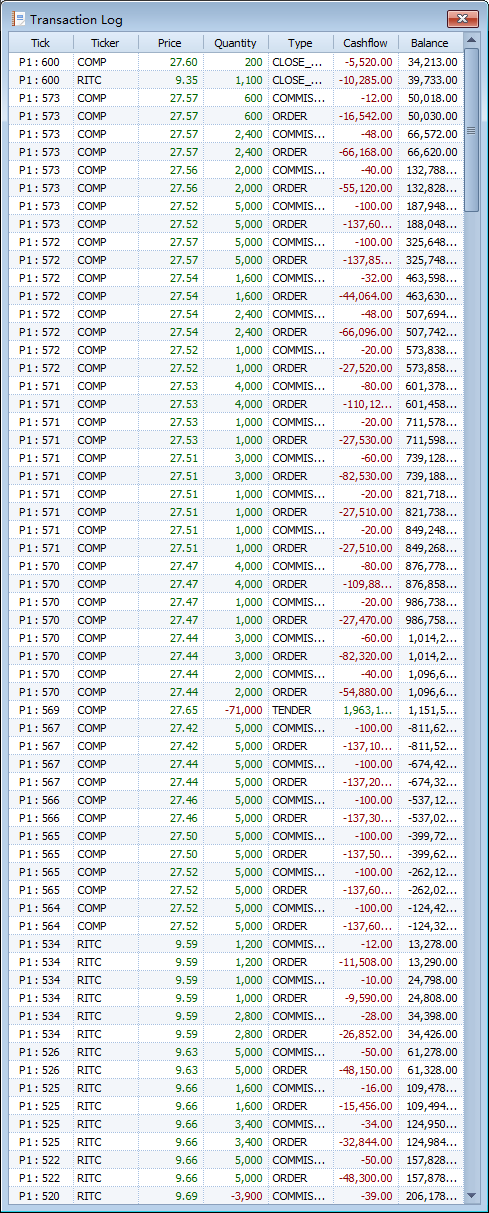 Transaction Log
Tick Ticker Price Quantity Type Cashflow Balance
P1 : 600 COMP 27.60 200 CLOSE_... -5,520.00 34,213.00
P1 : 600 RITC 9.35 1,100 CLOSE_... -10,285.00 39,733.00
P1 : 573 COMP 27.57 600 COMMIS... -12.00 50,018.00
P1 : 573 COMP 27.57 600 ORDER -16,542.00 50,030.00
P1 : 573 COMP 27.57 2,400 COMMIS... -48.00 66,572.00
P1 : 573 COMP 27.57 2,400 ORDER -66,168.00 66,620.00
P1 : 573 COMP 27.56 2,000 COMMIS... -40.00 132,788...
P1 : 573 COMP 27.56 2,000 ORDER -55,120.00 132,828...
P1 : 573 COMP 27.52 5,000 COMMIS... -100.00 187,948...
P1 : 573 COMP 27.52 5,000 ORDER -137,60... 188,048...
P1 : 572 COMP 27.57 5,000 COMMIS... -100.00 325,648...
P1 : 572 COMP 27.57 5,000 ORDER -137,85... 325,748...
P1 : 572 COMP 27.54 1,600 COMMIS... -32.00 463,598...
P1 : 572 COMP 27.54 1,600 ORDER -44,064.00 463,630...
P1 : 572 COMP 27.54 2,400 COMMIS... -48.00 507,694...
P1 : 572 COMP 27.54 2,400 ORDER -66,096.00 507,742...
P1 : 572 COMP 27.52 1,000 COMMIS... -20.00 573,838...
P1 : 572 COMP 27.52 1,000 ORDER -27,520.00 573,858...
P1 : 571 COMP 27.53 4,000 COMMIS... -80.00 601,378...
P1 : 571 COMP 27.53 4,000 ORDER -110,12... 601,458...
P1 : 571 COMP 27.53 1,000 COMMIS... -20.00 711,578...
P1 : 571 COMP 27.53 1,000 ORDER -27,530.00 711,598...
P1 : 571 COMP 27.51 3,000 COMMIS... -60.00 739,128...
P1 : 571 COMP 27.51 3,000 ORDER -82,530.00 739,188...
P1 : 571 COMP 27.51 1,000 COMMIS... -20.00 821,718...
P1 : 571 COMP 27.51 1,000 ORDER -27,510.00 821,738...
P1 : 571 COMP 27.51 1,000 COMMIS... -20.00 849,248...
P1 : 571 COMP 27.51 1,000 ORDER -27,510.00 849,268...
P1 : 570 COMP 27.47 4,000 COMMIS... -80.00 876,778...
P1 : 570 COMP 27.47 4,000 ORDER -109,88... 876,858...
P1 : 570 COMP 27.47 1,000 COMMIS... -20.00 986,738...
P1 : 570 COMP 27.47 1,000 ORDER -27,470.00 986,758...
P1 : 570 COMP 27.44 3,000 COMMIS... -60.00 1,014,2...
P1 : 570 COMP 27.44 3,000 ORDER -82,320.00 1,014,2...
P1 : 570 COMP 27.44 2,000 COMMIS... -40.00 1,096,6...
P1 : 570 COMP 27.44 2,000 ORDER -54,880.00 1,096,6...
P1 : 569 COMP 27.65 -71,000 TENDER 1,963,1... 1,151,5...
P1 : 567 COMP 27.42 5,000 COMMIS... -100.00 -811,62...
P1 : 567 COMP 27.42 5,000 ORDER -137,10... -811,52...
P1 : 567 COMP 27.44 5,000 COMMIS... -100.00 -674,42...
P1 : 567 COMP 27.44 5,000 ORDER -137,20... -674,32...
P1 : 566 COMP 27.46 5,000 COMMIS... -100.00 -537,12...
P1 : 566 COMP 27.46 5,000 ORDER -137,30... -537,02...
P1 : 565 COMP 27.50 5,000 COMMIS... -100.00 -399,72...
P1 : 565 COMP 27.50 5,000 ORDER -137,50... -399,62...
P1 : 565 COMP 27.52 5,000 COMMIS... -100.00 -262,12...
P1 : 565 COMP 27.52 5,000 ORDER -137,60... -262,02...
P1 : 564 COMP 27.52 5,000 COMMIS... -100.00 -124,42...
P1 : 564 COMP 27.52 5,000 ORDER -137,60... -124,32...
P1 : 534 RITC 9.59 1,200 COMMIS... -12.00 13,278.00
P1 : 534 RITC 9.59 1,200 ORDER -11,508.00 13,290.00
P1 : 534 RITC 9.59 1,000 COMMIS... -10.00 24,798.00
P1 : 534 RITC 9.59 1,000 ORDER -9,590.00 24,808.00
P1 : 534 RITC 9.59 2,800 COMMIS... -28.00 34,398.00
P1 : 534 RITC 9.59 2,800 ORDER -26,852.00 34,426.00
P1 : 526 RITC 9.63 5,000 COMMIS... -50.00 61,278.00
P1 : 526 RITC 9.63 5,000 ORDER -48,150.00 61,328.00
P1 : 525 RITC 9.66 1,600 COMMIS... -16.00 109,478...
P1 : 525 RITC 9.66 1,600 ORDER -15,456.00 109,494...
P1 : 525 RITC 9.66 3,400 COMMIS... -34.00 124,950...
P1 : 525 RITC 9.66 3,400 ORDER -32,844.00 124,984...
P1 : 522 RITC 9.66 5,000 COMMIS... -50.00 157,828...
P1 : 522 RITC 9.66 5,000 ORDER -48,300.00 157,878...
P1 : 520 RITC 9.69 -3,900 COMMIS... -39.00 206,178...